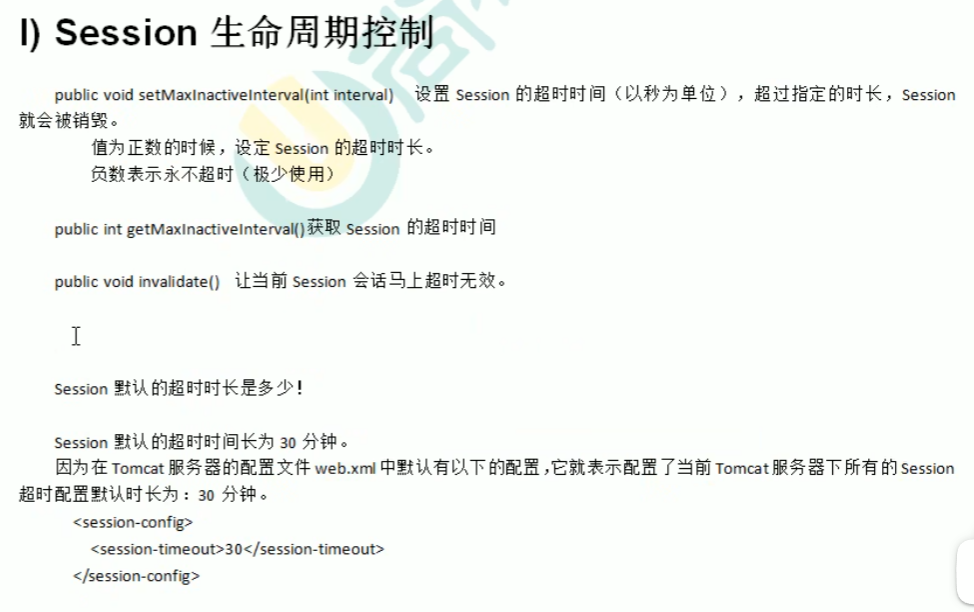 I) Session 生命周期控制
public void setMaxInactiveInterval(int interval) 设置 Session 的超时时间（以秒为单位），超过指定的时长，Session
就会被销毁。
值为正数的时候，设定 Session 的超时时长。
负数表示永不超时（极少使用）
public int getMaxInactiveInterval()获取 Session 的超时时间
public void invalidate() 让当前 Session 会话马上超时无效。
Session 默认的超时时长是多少！
Session 默认的超时时间长为 30 分钟。
因为在 Tomcat 服务器的配置文件 web.xml 中默认有以下的配置，它就表示配置了当前 Tomcat 服务器下所有的 Session
超时配置默认时长为：30 分钟。
<session-config>
<session-timeout>30</session-timeout>
</session-config>